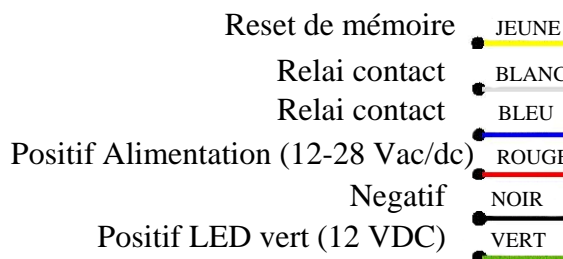 Reset de mémoire JEUNE
Relai contact BLANC
Relai contact BLEU
Positif Alimentation (12-28 Vac/dc) ROUGE
Negatif NOIR
Positif LED vert (12 VDC) VERT